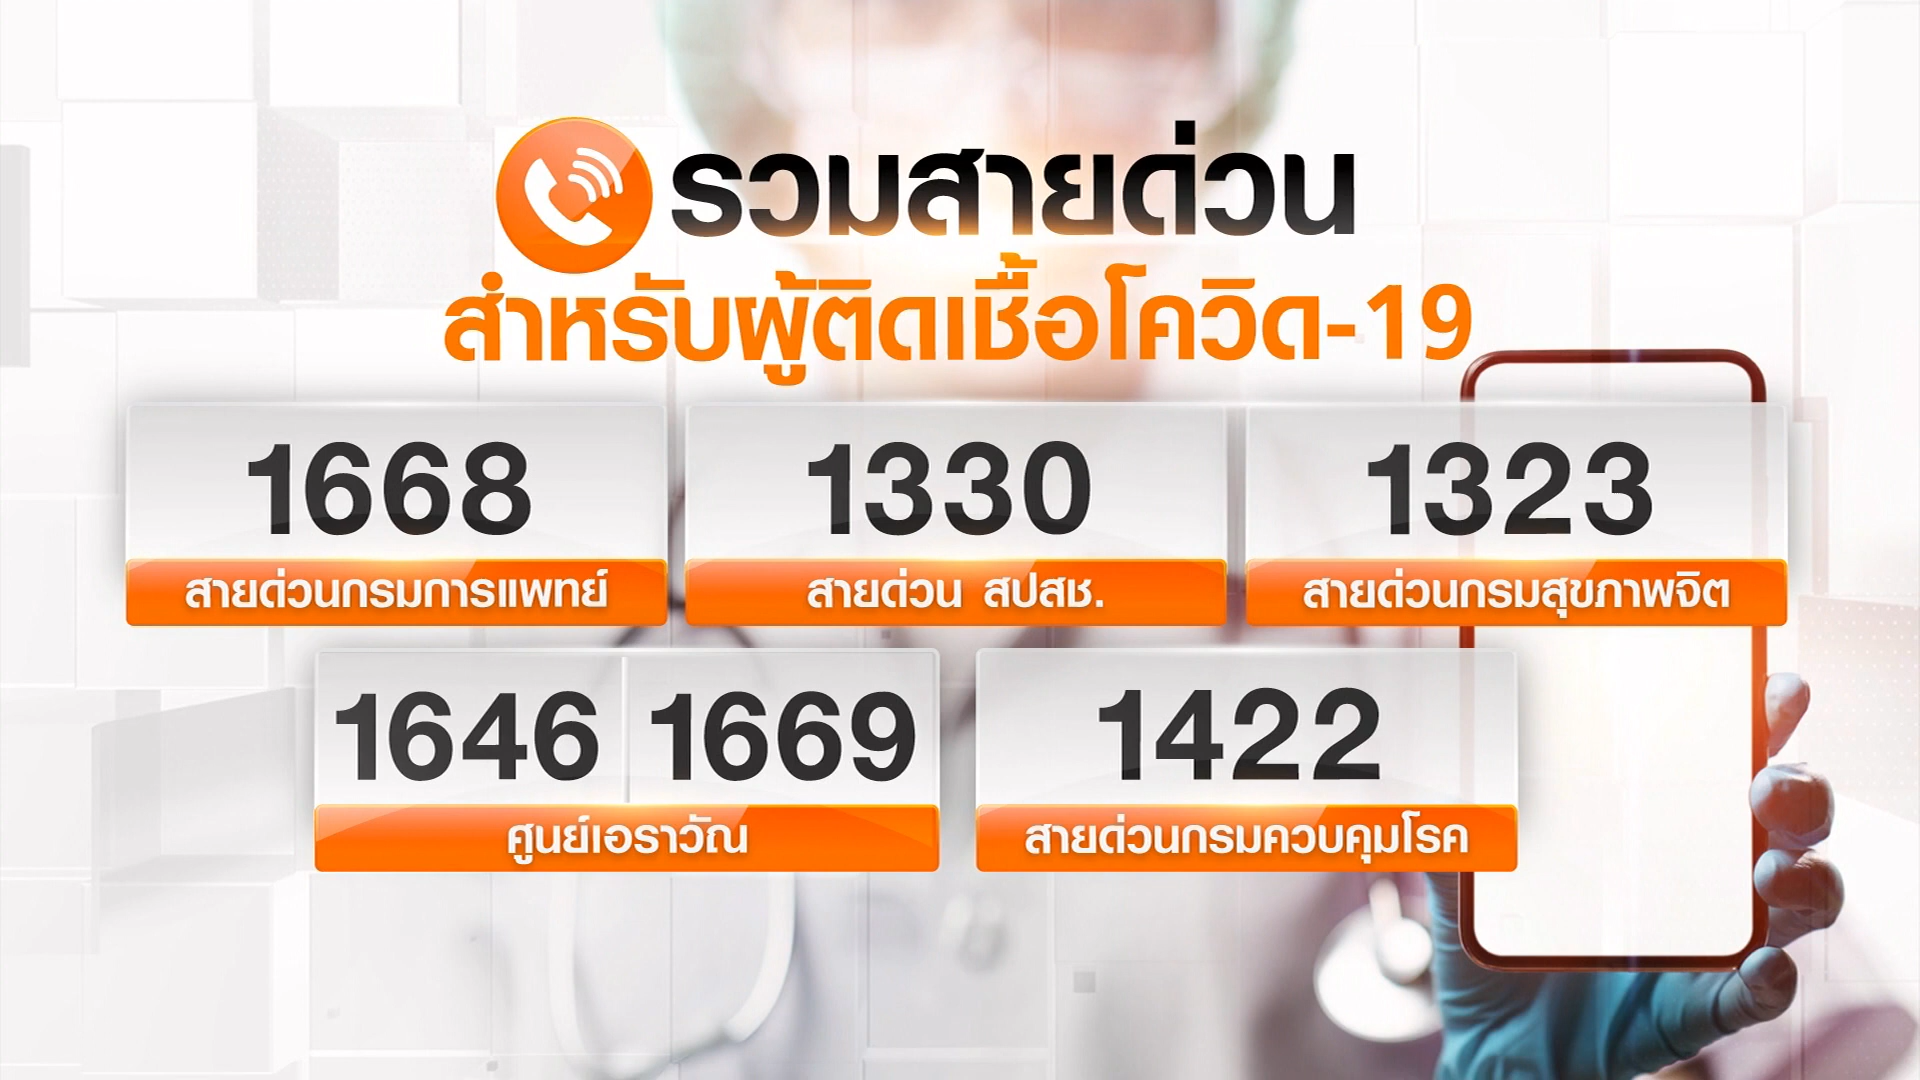 รวมสายด่วน
สำหรับผู้ติดเชื้อโควิด-19
1668
สายด่วนกรมการแพทย์
1330
สายด่วน สปสช.
1323
สายด่วนกรมสุขภาพจิต
1646 1669
ศูนย์เอราวัณ
1422
สายด่วนกรมควบคุมโรค